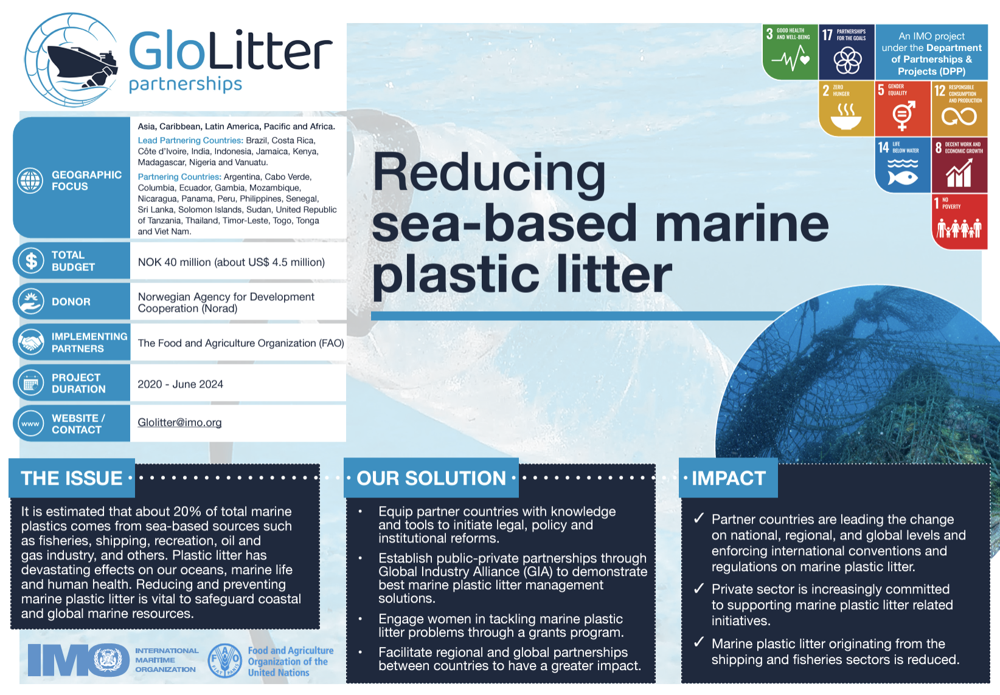 GloLitter
partnerships
3 GOOD HEALTH
AND WELL-BEING
17 PARTNERSHIPS
FOR THE GOALS
An IMO project
under the Department
of Partnerships &
Projects (DPP)
2 ZERO
HUNGER
5 GENDER
EQUALITY
12 RESPONSIBLE
CONSUMPTION
AND PRODUCTION
14 LIFE
BELOW WATER
8 DECENT WORK AND
ECONOMIC GROWTH
1 NO
POVERTY
GEOGRAPHIC
FOCUS
Asia, Caribbean, Latin America, Pacific and Africa.
Lead Partnering Countries: Brazil, Costa Rica,
Côte d'Ivoire, India, Indonesia, Jamaica, Kenya,
Madagascar, Nigeria and Vanuatu.
Partnering Countries: Argentina, Cabo Verde,
Columbia, Ecuador, Gambia, Mozambique,
Nicaragua, Panama, Peru, Philippines, Senegal,
Sri Lanka, Solomon Islands, Sudan, United Republic
of Tanzania, Thailand, Timor-Leste, Togo, Tonga
and Viet Nam.
$
TOTAL
BUDGET
NOK 40 million (about US$ 4.5 million)
DONOR
Norwegian Agency for Development
Cooperation (Norad)
IMPLEMENTING
PARTNERS
The Food and Agriculture Organization (FAO)
PROJECT
DURATION
2020 - June 2024
www
WEBSITE /
CONTACT
Glolitter@imo.org
Reducing
sea-based marine
plastic litter
THE ISSUE
It is estimated that about 20% of total marine
plastics comes from sea-based sources such
as fisheries, shipping, recreation, oil and
gas industry, and others. Plastic litter has
devastating effects on our oceans, marine life
and human health. Reducing and preventing
marine plastic litter is vital to safeguard coastal
and global marine resources.
IMO
INTERNATIONAL
MARITIME
ORGANIZATION
FAO
FIAT PANIS
Food and Agriculture
Organization of the
United Nations
OUR SOLUTION
• Equip partner countries with knowledge
and tools to initiate legal, policy and
institutional reforms.
• Establish public-private partnerships through
Global Industry Alliance (GIA) to demonstrate
best marine plastic litter management
solutions.
• Engage women in tackling marine plastic
litter problems through a grants program.
• Facilitate regional and global partnerships
between countries to have a greater impact.
IMPACT
✓ Partner countries are leading the change
on national, regional, and global levels and
enforcing international conventions and
regulations on marine plastic litter.
✓ Private sector is increasingly committed
to supporting marine plastic litter related
initiatives.
✓ Marine plastic litter originating from the
shipping and fisheries sectors is reduced.